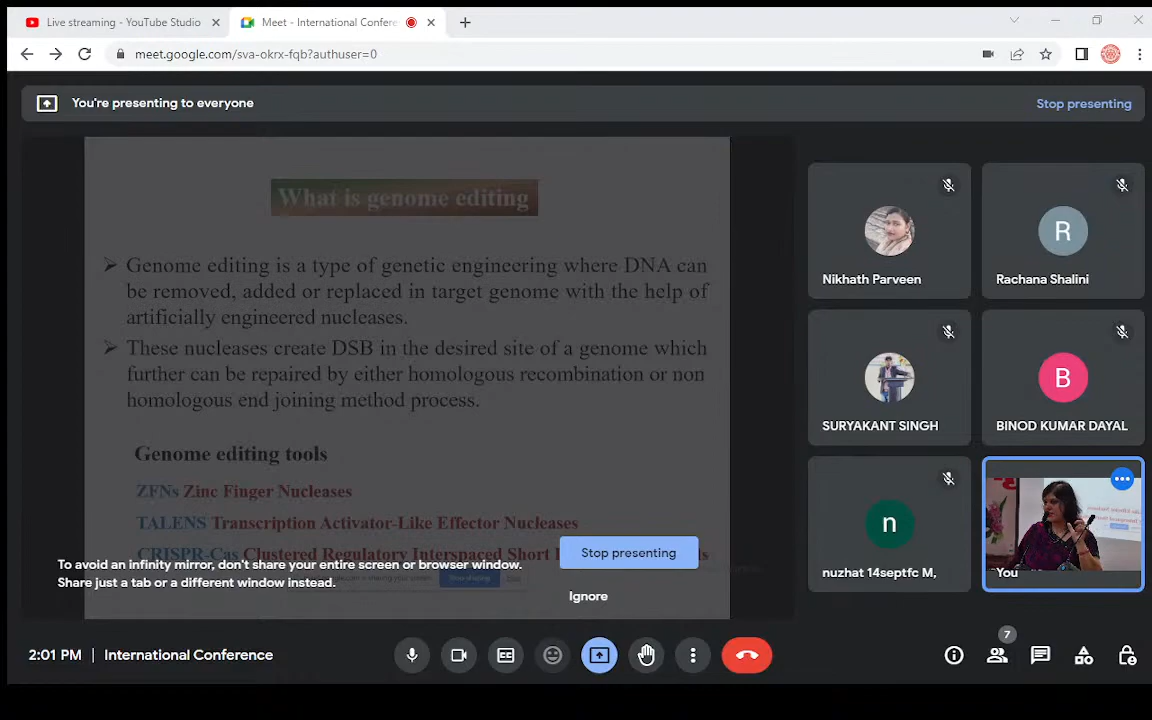 Live streaming - YouTube Studio
Meet - International Confere
meet.google.com/sva-okrx-fqb?authuser=0
You're presenting to everyone
Stop presenting
What is genome editing
Genome editing is a type of genetic engineering where DNA can
be removed, added or replaced in target genome with the help of
artificially engineered nucleases.
These nucleases create DSB in the desired site of a genome which
further can be repaired by either homologous recombination or non
homologous end joining method process.
Genome editing tools
ZFNs Zinc Finger Nucleases
TALENS Transcription Activator-Like Effector Nucleases
CRISPR-Cas Clustered Regulatory Interspaced Short
To avoid an infinity mirror, don't share your entire screen or browser window.
Share just a tab or a different window instead.
Stop presenting
Ignore
Nikhath Parveen
R
Rachana Shalini
SURYAKANT SINGH
B
BINOD KUMAR DAYAL
n
nuzhat 14septfc M,
You
2:01 PM | International Conference
7